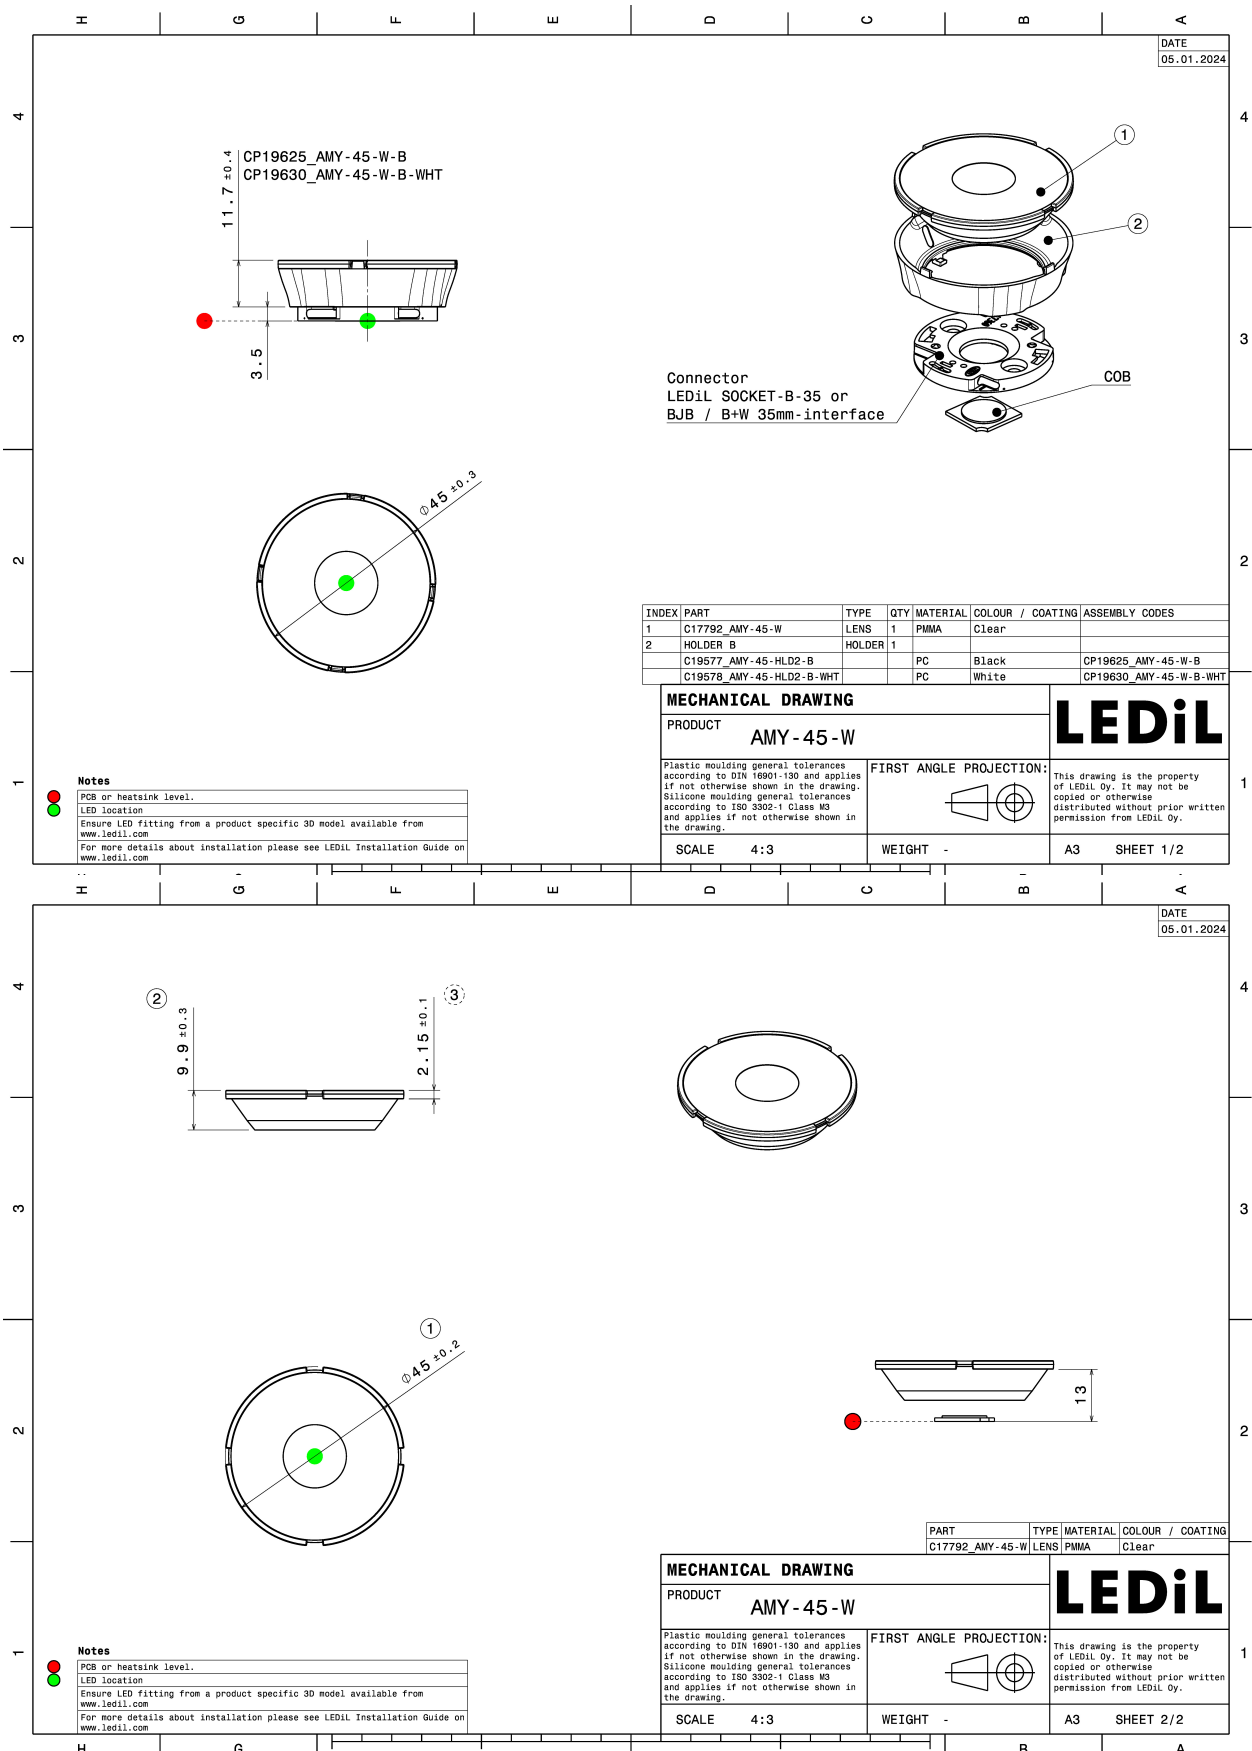 H G F E D C B A
DATE
05.01.2024
4 4
11.7 ±0.4
CP19625_AMY-45-W-B
CP19630_AMY-45-W-B-WHT
1
2
3 3
3.5
Connector
LEDiL SOCKET-B-35 or
BJB / B+W 35mm-interface
COB
Φ45 ±0.3
2 2
INDEX PART TYPE QTY MATERIAL COLOUR / COATING ASSEMBLY CODES
1 C17792_AMY-45-W LENS 1 PMMA Clear
2 HOLDER B HOLDER 1
C19577_AMY-45-HLD2-B PC Black CP19625_AMY-45-W-B
C19578_AMY-45-HLD2-B-WHT PC White CP19630_AMY-45-W-B-WHT
MECHANICAL DRAWING
LEDiL
PRODUCT
AMY-45-W
Plastic moulding general tolerances
according to DIN 16901-130 and applies
if not otherwise shown in the drawing.
Silicone moulding general tolerances
according to ISO 3302-1 Class M3
and applies if not otherwise shown in
the drawing.
FIRST ANGLE PROJECTION:
This drawing is the property
of LEDiL Oy. It may not be
copied or otherwise
distributed without prior written
permission from LEDiL Oy.
1 1
Notes
PCB or heatsink level.
LED location
Ensure LED fitting from a product specific 3D model available from
www.ledil.com
For more details about installation please see LEDiL Installation Guide on
www.ledil.com
SCALE 4:3 WEIGHT - A3 SHEET 1/2
H G F E D C B A
DATE
05.01.2024
4 4
2
9.9 ±0.3
3
2.15 ±0.1
3 3
1
Φ45 ±0.2
13
2 2
PART TYPE MATERIAL COLOUR / COATING
C17792_AMY-45-W LENS PMMA Clear
MECHANICAL DRAWING
LEDiL
PRODUCT
AMY-45-W
Plastic moulding general tolerances
according to DIN 16901-130 and applies
if not otherwise shown in the drawing.
Silicone moulding general tolerances
according to ISO 3302-1 Class M3
and applies if not otherwise shown in
the drawing.
FIRST ANGLE PROJECTION:
This drawing is the property
of LEDiL Oy. It may not be
copied or otherwise
distributed without prior written
permission from LEDiL Oy.
1 1
Notes
PCB or heatsink level.
LED location
Ensure LED fitting from a product specific 3D model available from
www.ledil.com
For more details about installation please see LEDiL Installation Guide on
www.ledil.com
SCALE 4:3 WEIGHT - A3 SHEET 2/2
H G B A